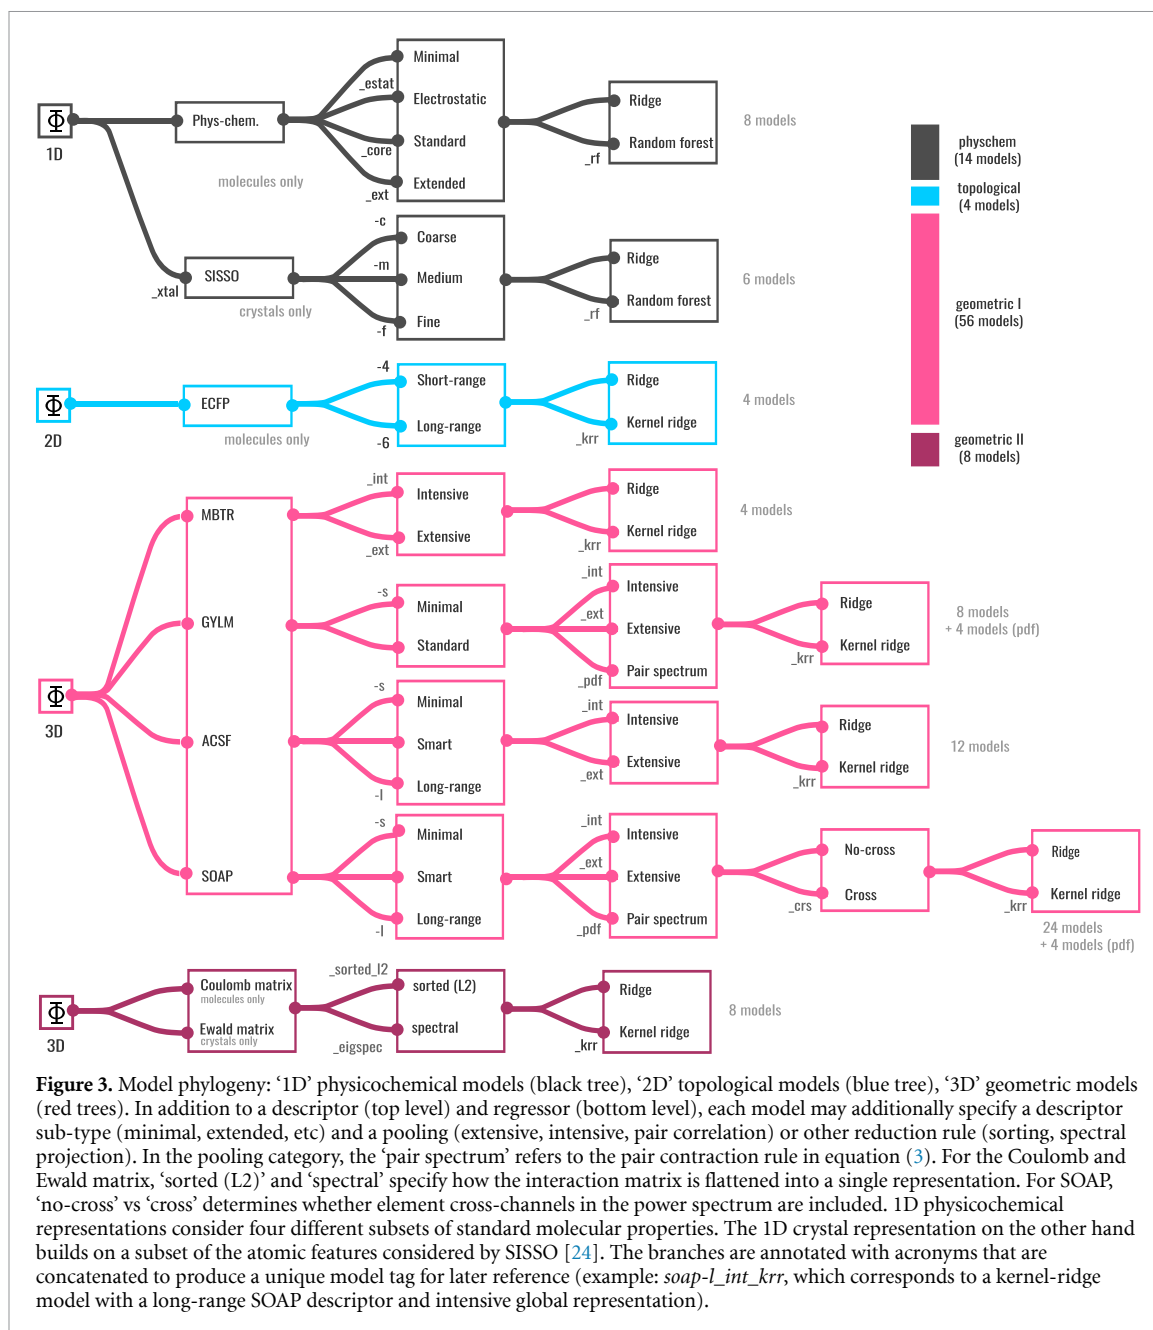 Φ
1D
Phys-chem.
molecules only
_estat
_core
_ext
Minimal
Electrostatic
Standard
Extended
_rf
Ridge
Random forest
8 models
_xtal
SISSO
crystals only
-c
-m
-f
Coarse
Medium
Fine
_rf
Ridge
Random forest
6 models
physchem
(14 models)
topological
(4 models)
geometric I
(56 models)
geometric II
(8 models)
Φ
2D
ECFP
molecules only
-4
-6
Short-range
Long-range
_krr
Ridge
Kernel ridge
4 models
Φ
3D
MBTR
GYLM
ACSF
SOAP
_int
_ext
Intensive
Extensive
_krr
Ridge
Kernel ridge
4 models
-s
Minimal
Standard
_int
_ext
_pdf
Intensive
Extensive
Pair spectrum
_krr
Ridge
Kernel ridge
8 models
+ 4 models (pdf)
-s
-l
Minimal
Smart
Long-range
_int
_ext
Intensive
Extensive
_krr
Ridge
Kernel ridge
12 models
-s
-l
Minimal
Smart
Long-range
_int
_ext
_pdf
Intensive
Extensive
Pair spectrum
_crs
No-cross
Cross
_krr
Ridge
Kernel ridge
24 models
+ 4 models (pdf)
Φ
3D
Coulomb matrix
molecules only
Ewald matrix
crystals only
_sorted_l2
_eigspec
sorted (L2)
spectral
_krr
Ridge
Kernel ridge
8 models
Figure 3. Model phylogeny: ‘1D’ physicochemical models (black tree), ‘2D’ topological models (blue tree), ‘3D’ geometric models
(red trees). In addition to a descriptor (top level) and regressor (bottom level), each model may additionally specify a descriptor
sub-type (minimal, extended, etc) and a pooling (extensive, intensive, pair correlation) or other reduction rule (sorting, spectral
projection). In the pooling category, the ‘pair spectrum’ refers to the pair contraction rule in equation (3). For the Coulomb and
Ewald matrix, ‘sorted (L2)’ and ‘spectral’ specify how the interaction matrix is flattened into a single representation. For SOAP,
‘no-cross’ vs ‘cross’ determines whether element cross-channels in the power spectrum are included. 1D physicochemical
representations consider four different subsets of standard molecular properties. The 1D crystal representation on the other hand
builds on a subset of the atomic features considered by SISSO [24]. The branches are annotated with acronyms that are
concatenated to produce a unique model tag for later reference (example: soap-l_int_krr, which corresponds to a kernel-ridge
model with a long-range SOAP descriptor and intensive global representation).